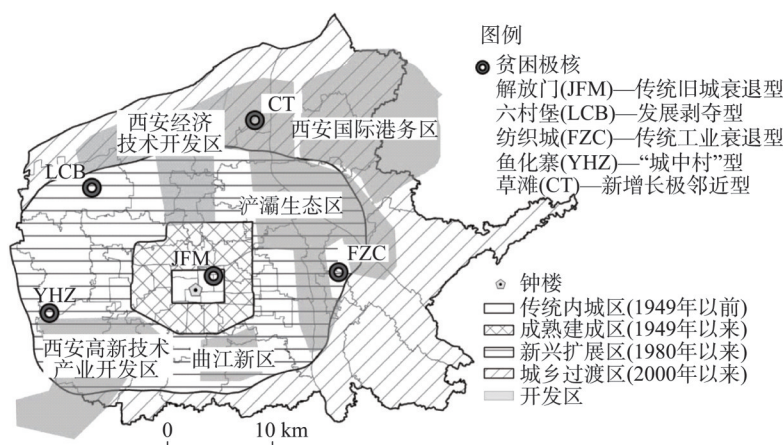 图例
贫困极核
解放门(JFM)—传统旧城衰退型
六村堡(LCB)—发展剥夺型
纺织城(FZC)—传统工业衰退型
鱼化寨(YHZ)—“城中村”型
草滩(CT)—新增长极邻近型
CT
西安经济
技术开发区
西安国际港务区
LCB
浐灞生态区
JFM
FZC
YHZ
西安高新技术
产业开发区
曲江新区
钟楼
传统内城区(1949年以前)
成熟建成区(1949年以来)
新兴扩展区(1980年以来)
城乡过渡区(2000年以来)
开发区
0 10 km